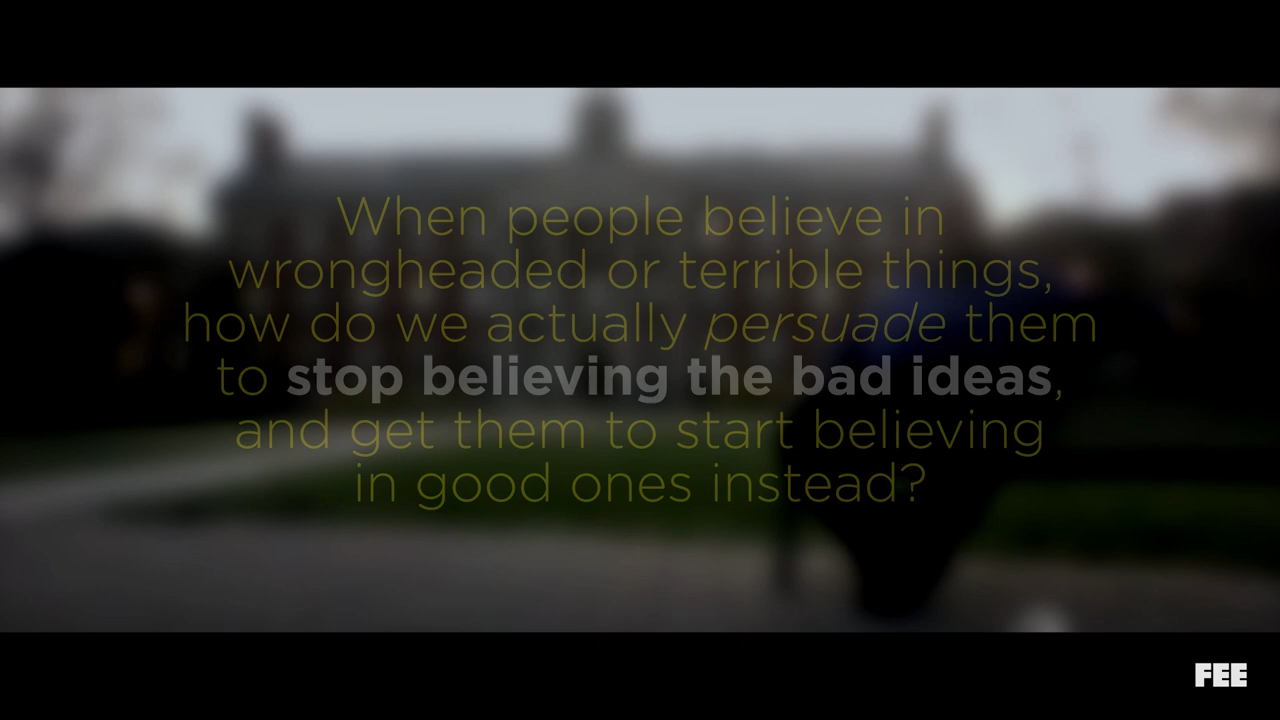 When people believe in
wrongheaded or terrible things,
how do we actually persuade them
to stop believing the bad ideas,
and get them to start believing
in good ones instead?
FEE